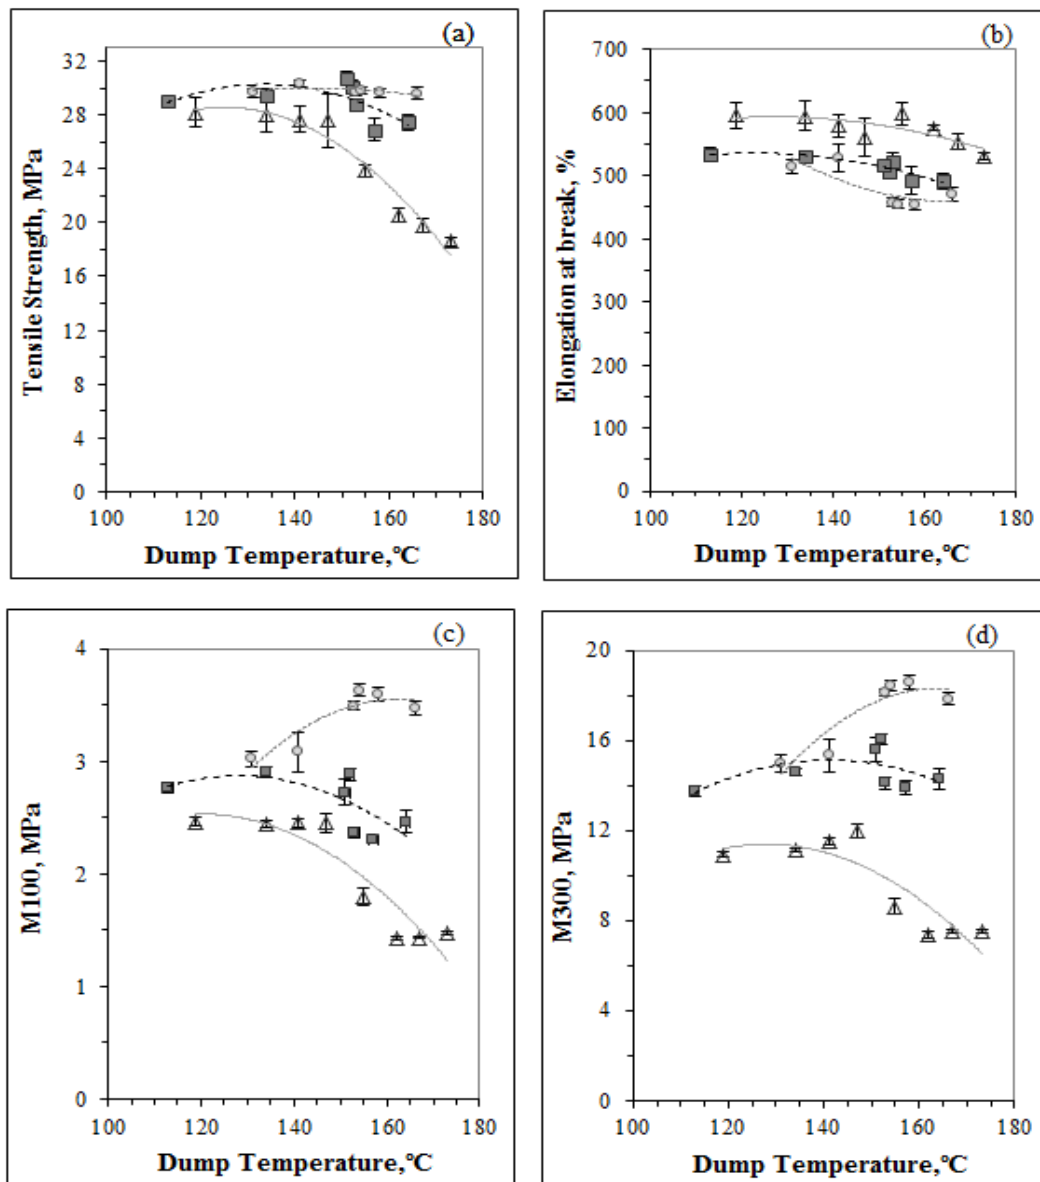 (a)
32
28
24
20
16
12
8
4
0
Tensile Strength, MPa
100 120 140 160 180
Dump Temperature,°C
(b)
700
600
500
400
300
200
100
0
Elongation at break, %
100 120 140 160 180
Dump Temperature,°C
(c)
4
3
2
1
0
M100, MPa
100 120 140 160 180
Dump Temperature,°C
(d)
20
16
12
8
4
0
M300, MPa
100 120 140 160 180
Dump Temperature,°C